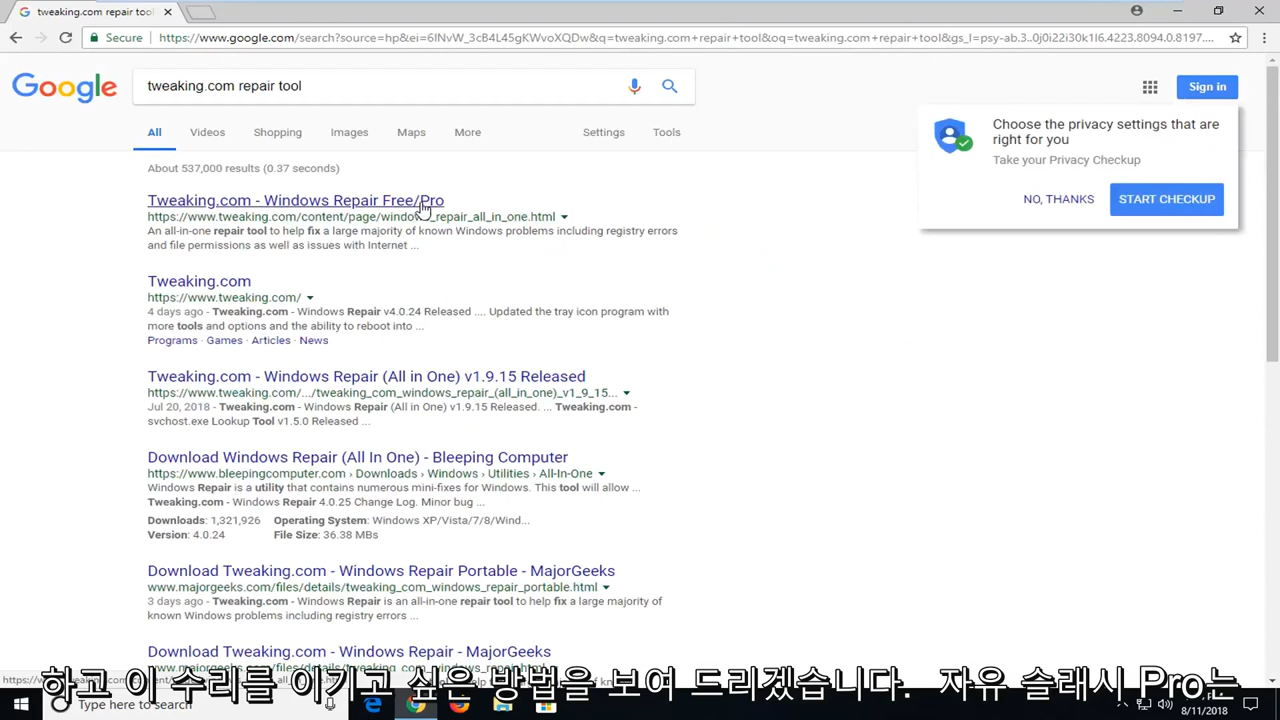 tweaking.com repair tool
Secure
https://www.google.com/search?source=hp&ei=6INvW_3cB4L45gKWvoXQDw&q=tweaking.com+repair+tool&oq=tweaking.com+repair+tool&gs_l=psy-ab.3..0j0i22i30k1l6.4223.8094.0.8197....
Google
tweaking.com repair tool
Sign in
All Videos Shopping Images Maps More Settings Tools
Choose the privacy settings that are
right for you
Take your Privacy Checkup
NO, THANKS START CHECKUP
About 537,000 results (0.37 seconds)
Tweaking.com - Windows Repair Free/Pro
https://www.tweaking.com/content/page/windows_repair_all_in_one.html
An all-in-one repair tool to help fix a large majority of known Windows problems including registry errors
and file permissions as well as issues with Internet ...
Tweaking.com
https://www.tweaking.com/
4 days ago - Tweaking.com - Windows Repair v4.0.24 Released .... Updated the tray icon program with
more tools and options and the ability to reboot into ...
Programs · Games · Articles · News
Tweaking.com - Windows Repair (All in One) v1.9.15 Released
https://www.tweaking.com/.../tweaking_com_windows_repair_(all_in_one)_v1_9_15...
Jul 20, 2018 - Tweaking.com - Windows Repair (All in One) v1.9.15 Released. ... Tweaking.com -
svchost.exe Lookup Tool v1.5.0 Released ...
Download Windows Repair (All In One) - Bleeping Computer
https://www.bleepingcomputer.com › Downloads › Windows › Utilities › All-In-One
Windows Repair is a utility that contains numerous mini-fixes for Windows. This tool will allow ...
Tweaking.com - Windows Repair 4.0.25 Change Log. Minor bug ...
Downloads: 1,321,926 Operating System: Windows XP/Vista/7/8/Wind...
Version: 4.0.24 File Size: 36.38 MBs
Download Tweaking.com - Windows Repair Portable - MajorGeeks
www.majorgeeks.com/files/details/tweaking_com_windows_repair_portable.html
3 days ago - Tweaking.com - Windows Repair is an all-in-one repair tool to help fix a large majority of
known Windows problems including registry errors ...
Download Tweaking.com - Windows Repair - MajorGeeks
하고 이 수리를 이기고 싶은 방법을 보여 드리겠습니다. 자유 슬래시 Pro는
Type here to search
8/11/2018